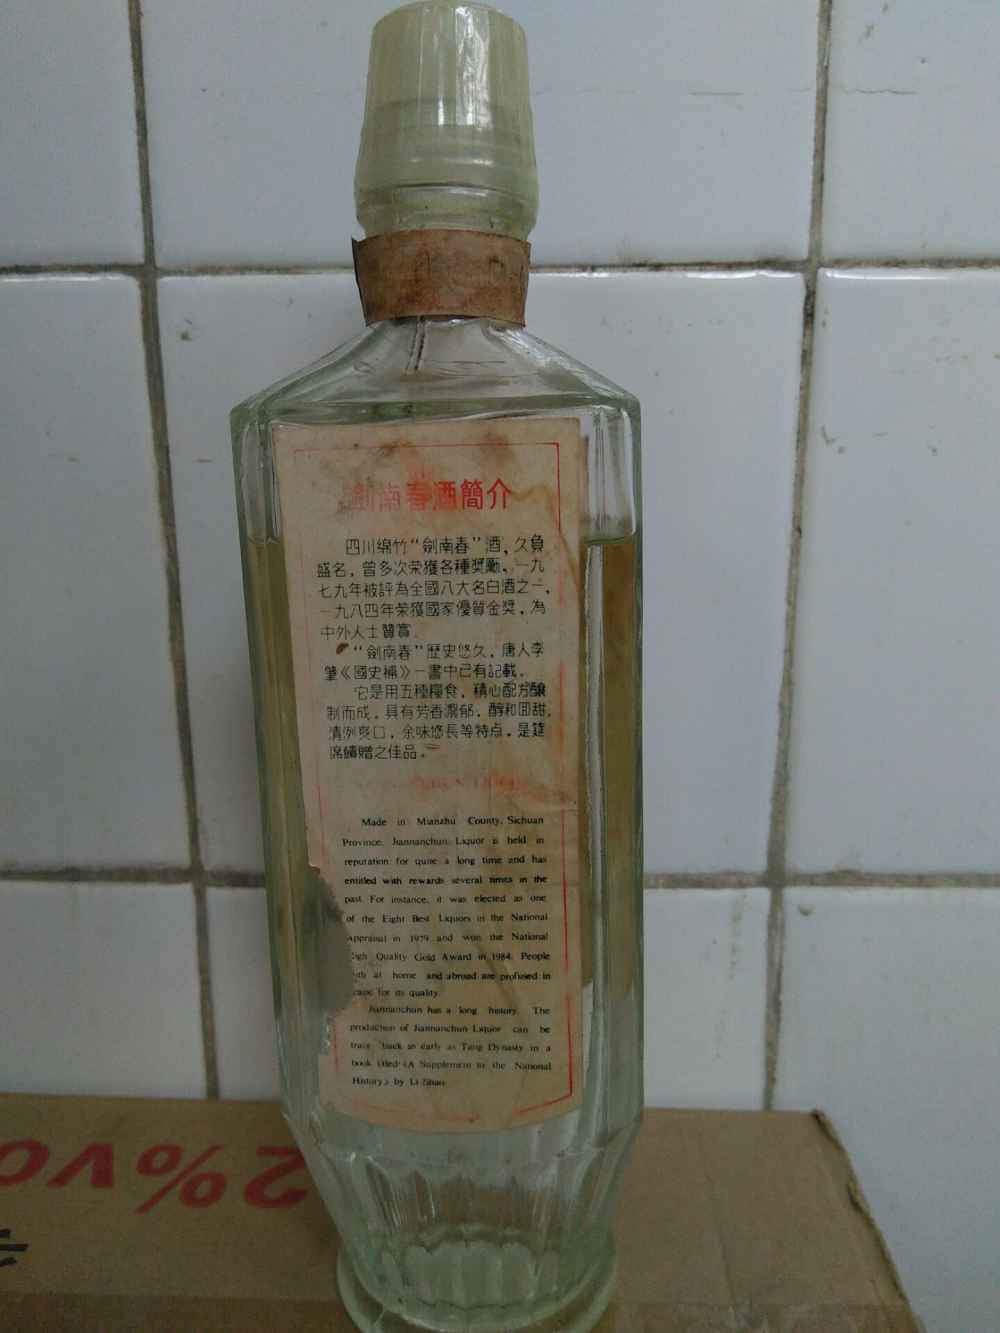 劍南春酒簡介
四川绵竹“劍南春”酒，久負
盛名，曾多次荣獲各種獎勵，一九
七九年被評為全國八大名白酒之一，
一九八四年荣獲國家優質金獎，為
中外人士贊賞。
“劍南春”歷史悠久，唐人李
肇《國史補》一書中已有記載。
它是用五種糧食，精心配方釀
制而成，具有芳香濃郁，醇和回甜，
清冽爽口，余味悠長等特点，是筵
席饋贈之佳品。
Made in Mianzhu County, Sichuan
Province. Jiannanchun Liquor is held in
reputation for quite a long time and has
entitled with rewards several times in the
past. For instance, it was elected as one
of the Eight Best Liquors in the National
Appraisal in 1979 and won the National
igh Quality Gold Award in 1984. People
th at home and abroad are profused in
for its quality.
Jiannanchun has a long history. The
production of Jiannanchun Liquor can be
back as early as Tang Dynasty in a
book titled《A Supplement to the National
History》by Li Zhao
2%VO